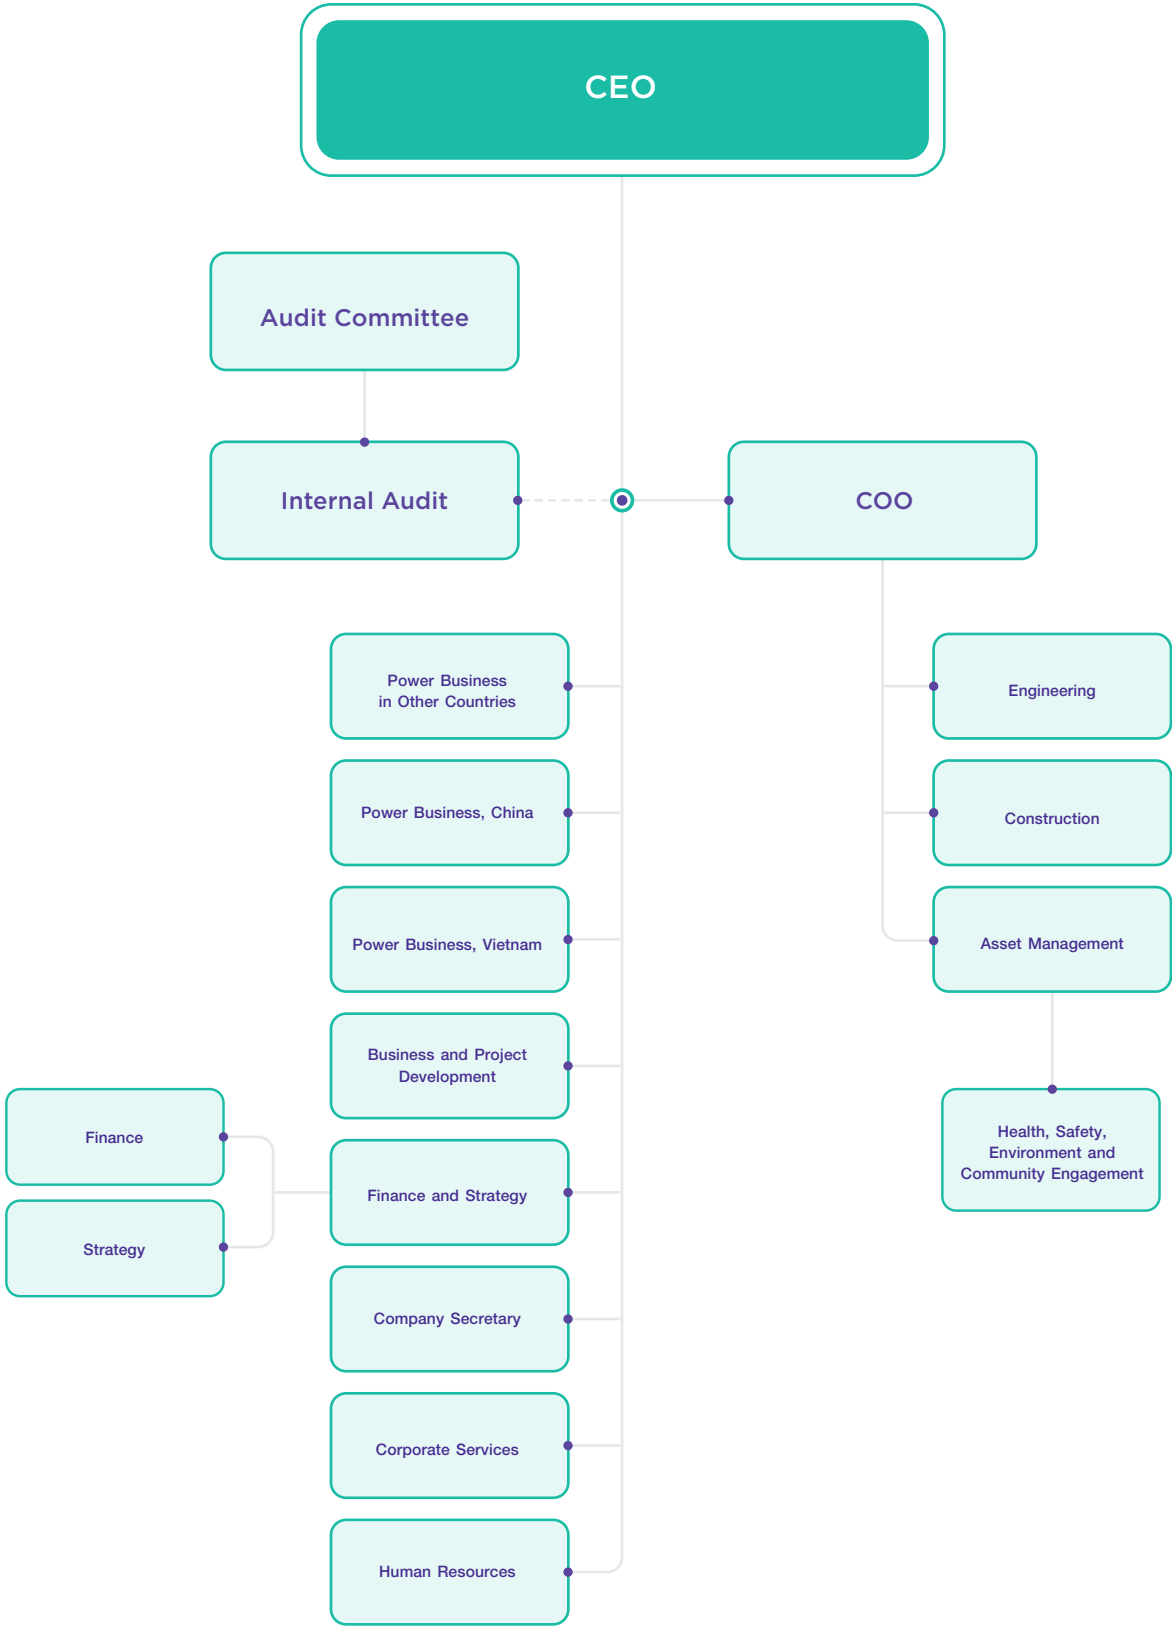 CEO
Audit Committee
Internal Audit
COO
Power Business
in Other Countries
Power Business, China
Power Business, Vietnam
Business and Project
Development
Finance and Strategy
Finance
Strategy
Company Secretary
Corporate Services
Human Resources
Engineering
Construction
Asset Management
Health, Safety,
Environment and
Community Engagement